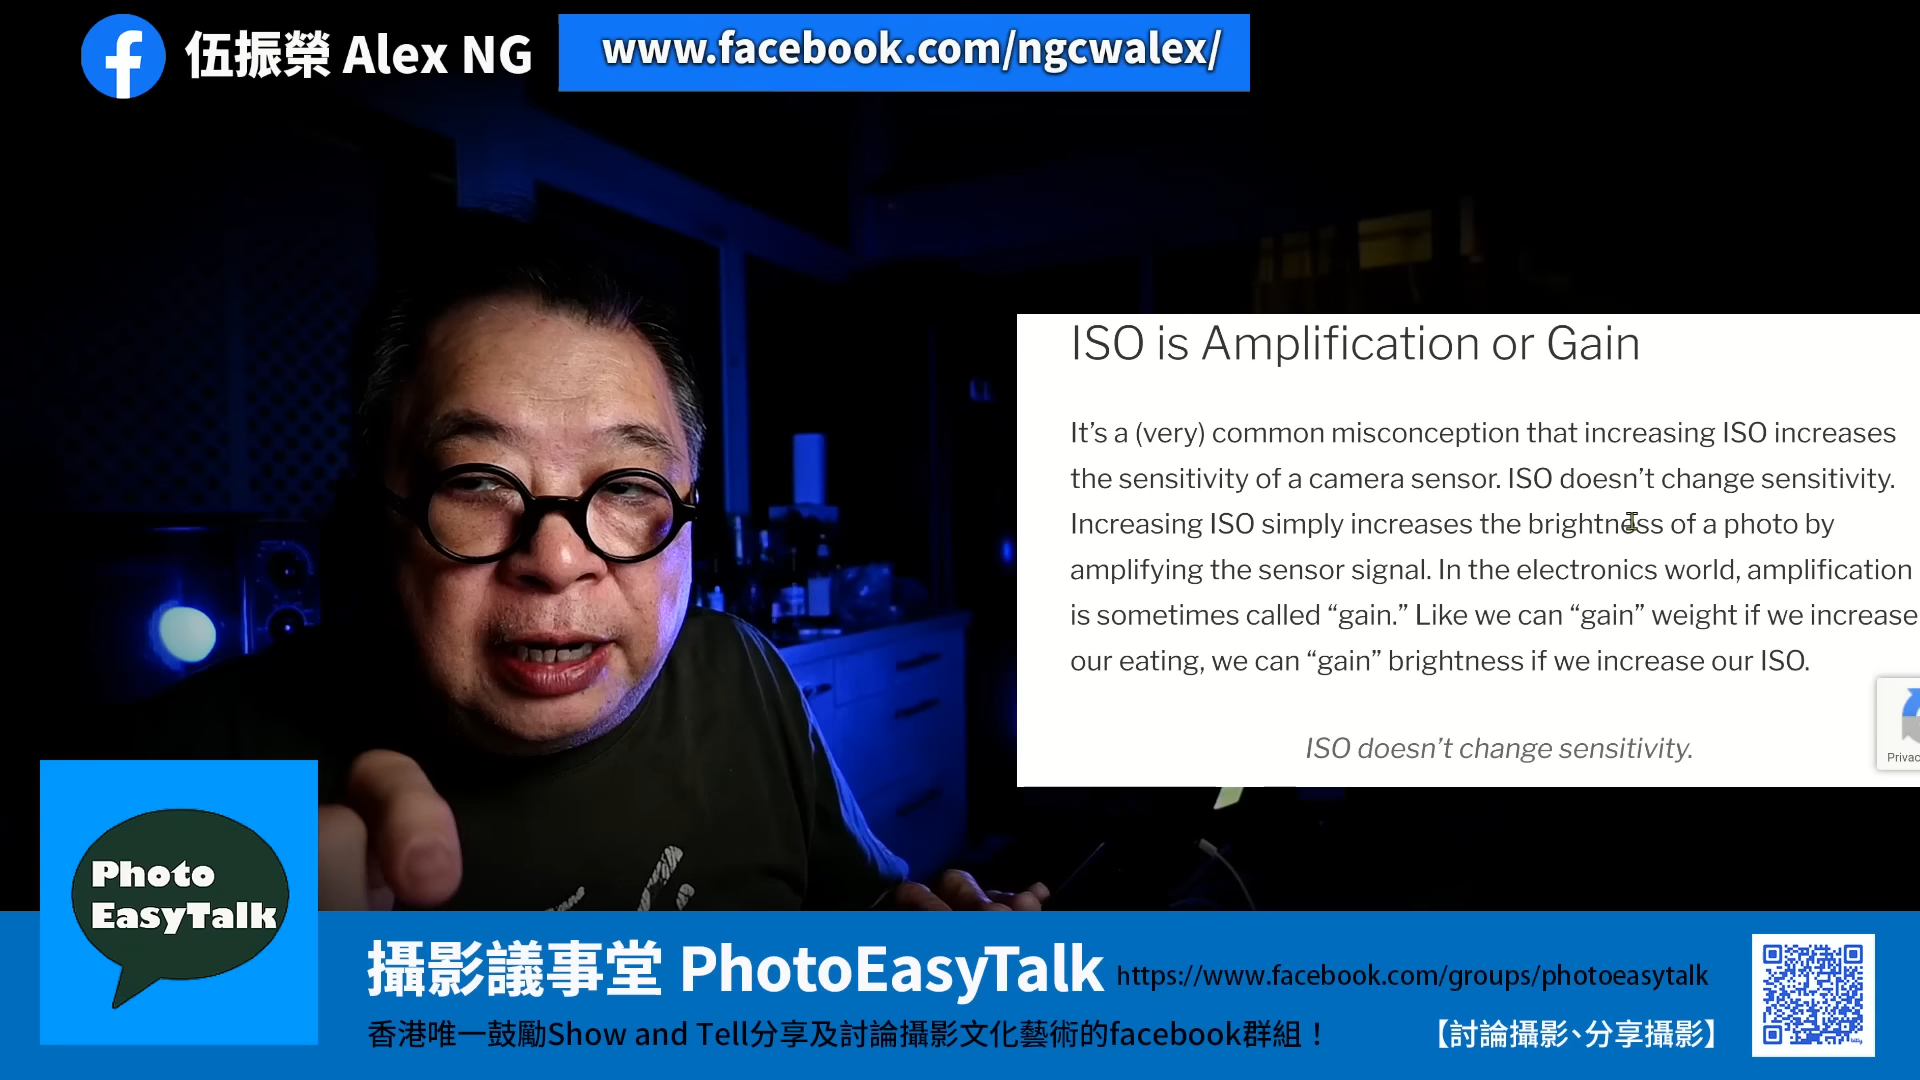 伍振榮 Alex NG
www.facebook.com/ngcwalex/
ISO is Amplification or Gain
It's a (very) common misconception that increasing ISO increases
the sensitivity of a camera sensor. ISO doesn't change sensitivity.
Increasing ISO simply increases the brightness of a photo by
amplifying the sensor signal. In the electronics world, amplification
is sometimes called “gain.” Like we can “gain” weight if we increase
our eating, we can “gain” brightness if we increase our ISO.
ISO doesn't change sensitivity.
Photo
EasyTalk
攝影議事堂 PhotoEasyTalk https://www.facebook.com/groups/photoeasytalk
香港唯一鼓勵Show and Tell分享及討論攝影文化藝術的facebook群組！
【討論攝影、分享攝影】